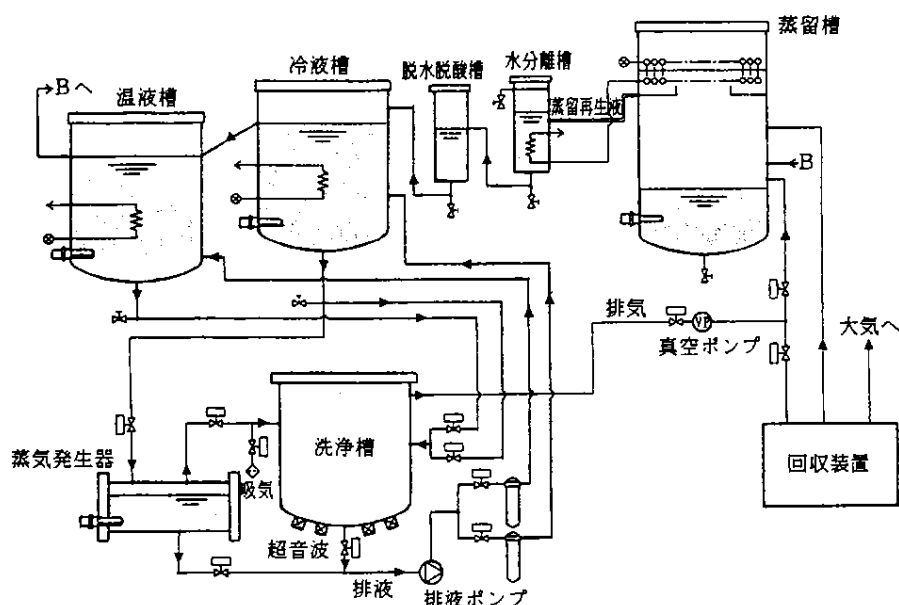 蒸留槽
冷液槽
脱水脱酸槽
水分離槽
Bへ
温液槽
蒸留再生液
B
排気
VP
真空ポンプ
大気へ
洗浄槽
蒸気発生器
吸気
回収装置
超音波
排液
排液ポンプ